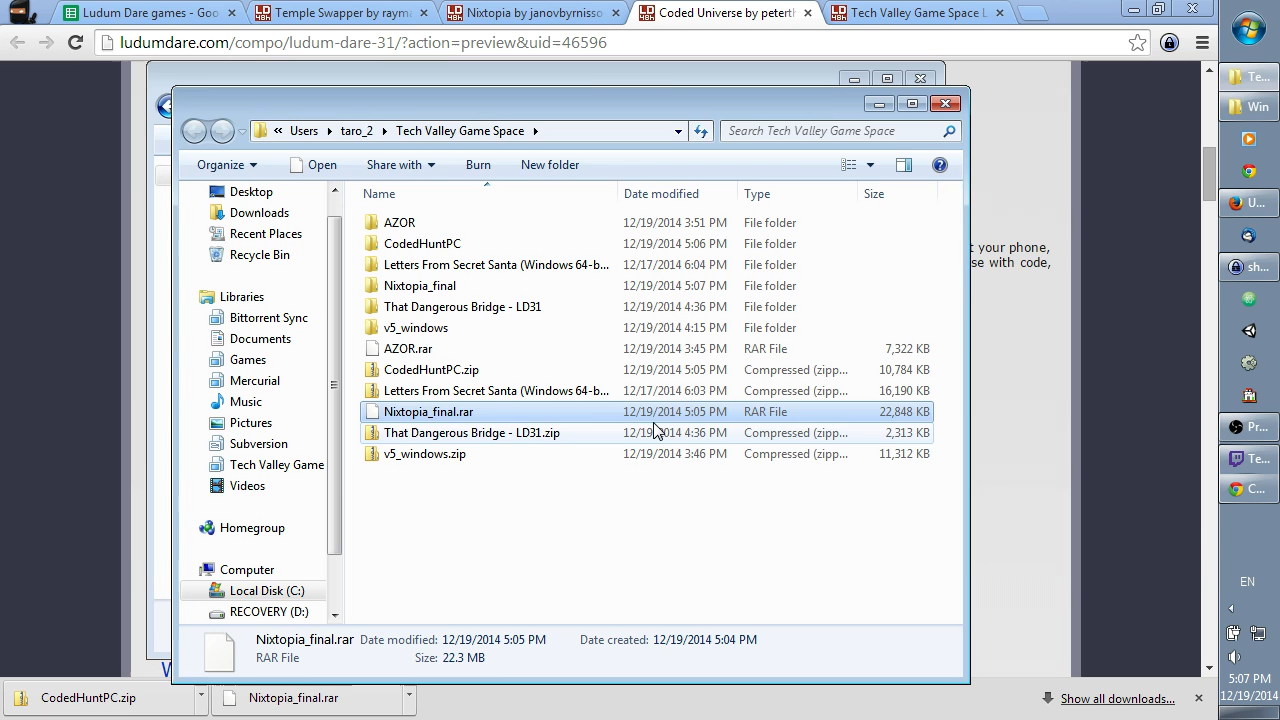 Ludum Dare games - Goo
Temple Swapper by raym
Nixtopia by janovbyrnisso
Coded Universe by pierrth
Tech Valley Game Space L
ludumdare.com/compo/ludum-dare-31/?action=preview&uid=46596
Users
taro_2
Tech Valley Game Space
Search Tech Valley Game Space
Organize
Open
Share with
Burn
New folder
Desktop
Downloads
Recent Places
Recycle Bin
Libraries
Bittorrent Sync
Documents
Games
Mercurial
Music
Pictures
Subversion
Tech Valley Game
Videos
Homegroup
Computer
Local Disk (C:)
RECOVERY (D:)
Name Date modified Type Size
AZOR 12/19/2014 3:51 PM File folder
CodedHuntPC 12/19/2014 5:06 PM File folder
Letters From Secret Santa (Windows 64-b... 12/17/2014 6:04 PM File folder
Nixtopia_final 12/19/2014 5:07 PM File folder
That Dangerous Bridge - LD31 12/19/2014 4:36 PM File folder
v5_windows 12/19/2014 4:15 PM File folder
AZOR.rar 12/19/2014 3:45 PM RAR File 7,322 KB
CodedHuntPC.zip 12/19/2014 5:05 PM Compressed (zipp... 10,784 KB
Letters From Secret Santa (Windows 64-b... 12/17/2014 6:03 PM Compressed (zipp... 16,190 KB
Nixtopia_final.rar 12/19/2014 5:05 PM RAR File 22,848 KB
That Dangerous Bridge - LD31.zip 12/19/2014 4:36 PM Compressed (zipp... 2,313 KB
v5_windows.zip 12/19/2014 3:46 PM Compressed (zipp... 11,312 KB
t your phone,
se with code,
Nixtopia_final.rar Date modified: 12/19/2014 5:05 PM Date created: 12/19/2014 5:04 PM
RAR File Size: 22.3 MB
CodedHuntPC.zip
Nixtopia_final.rar
Show all downloads...
Te...
Win
U...
sh...
Pr...
Te...
C...
EN
5:07 PM
12/19/2014